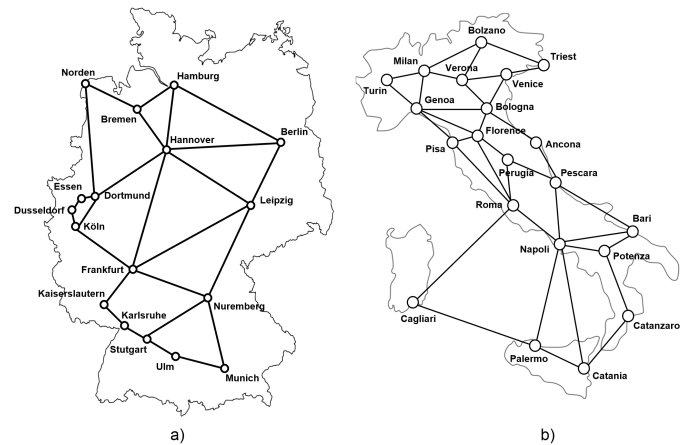 Norden
Hamburg
Bremen
Hannover
Berlin
Essen
Dortmund
Dusseldorf
Köln
Leipzig
Frankfurt
Kaiserslautern
Nuremberg
Karlsruhe
Stutgart
Ulm
Munich
a)
Bolzano
Milan
Verona
Triest
Turin
Venice
Genoa
Bologna
Florence
Pisa
Ancona
Perugia
Pescara
Roma
Bari
Napoli
Potenza
Cagliari
Catanzaro
Palermo
Catania
b)